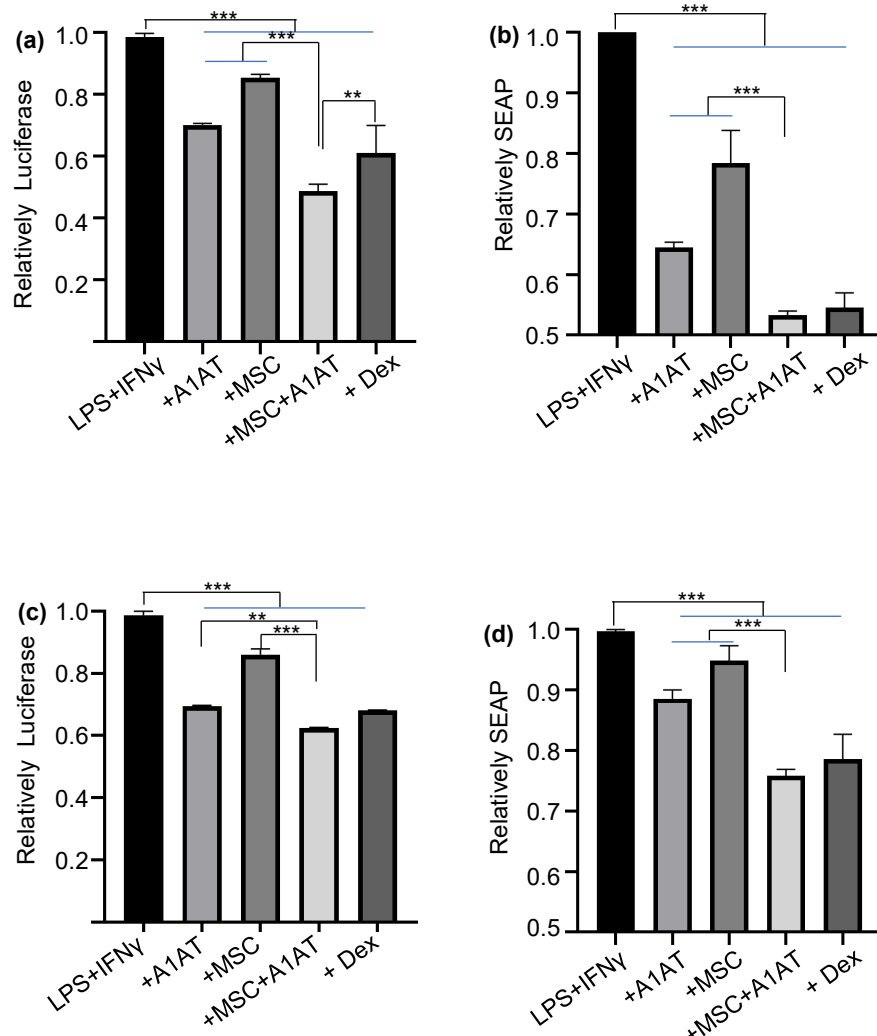 (a)
***
***
**
Relatively Luciferase
1.0
0.8
0.6
0.4
0.2
LPS+IFNγ
+A1AT
+MSC
+MSC+A1AT
+ Dex
(b)
***
***
Relatively SEAP
1.0
0.9
0.8
0.7
0.6
0.5
LPS+IFNγ
+A1AT
+MSC
+MSC+A1AT
+ Dex
(c)
***
**
***
Relatively Luciferase
1.0
0.8
0.6
0.4
0.2
LPS+IFNγ
+A1AT
+MSC
+MSC+A1AT
+ Dex
(d)
***
***
Relatively SEAP
1.0
0.9
0.8
0.7
0.6
0.5
LPS+IFNγ
+A1AT
+MSC
+MSC+A1AT
+ Dex